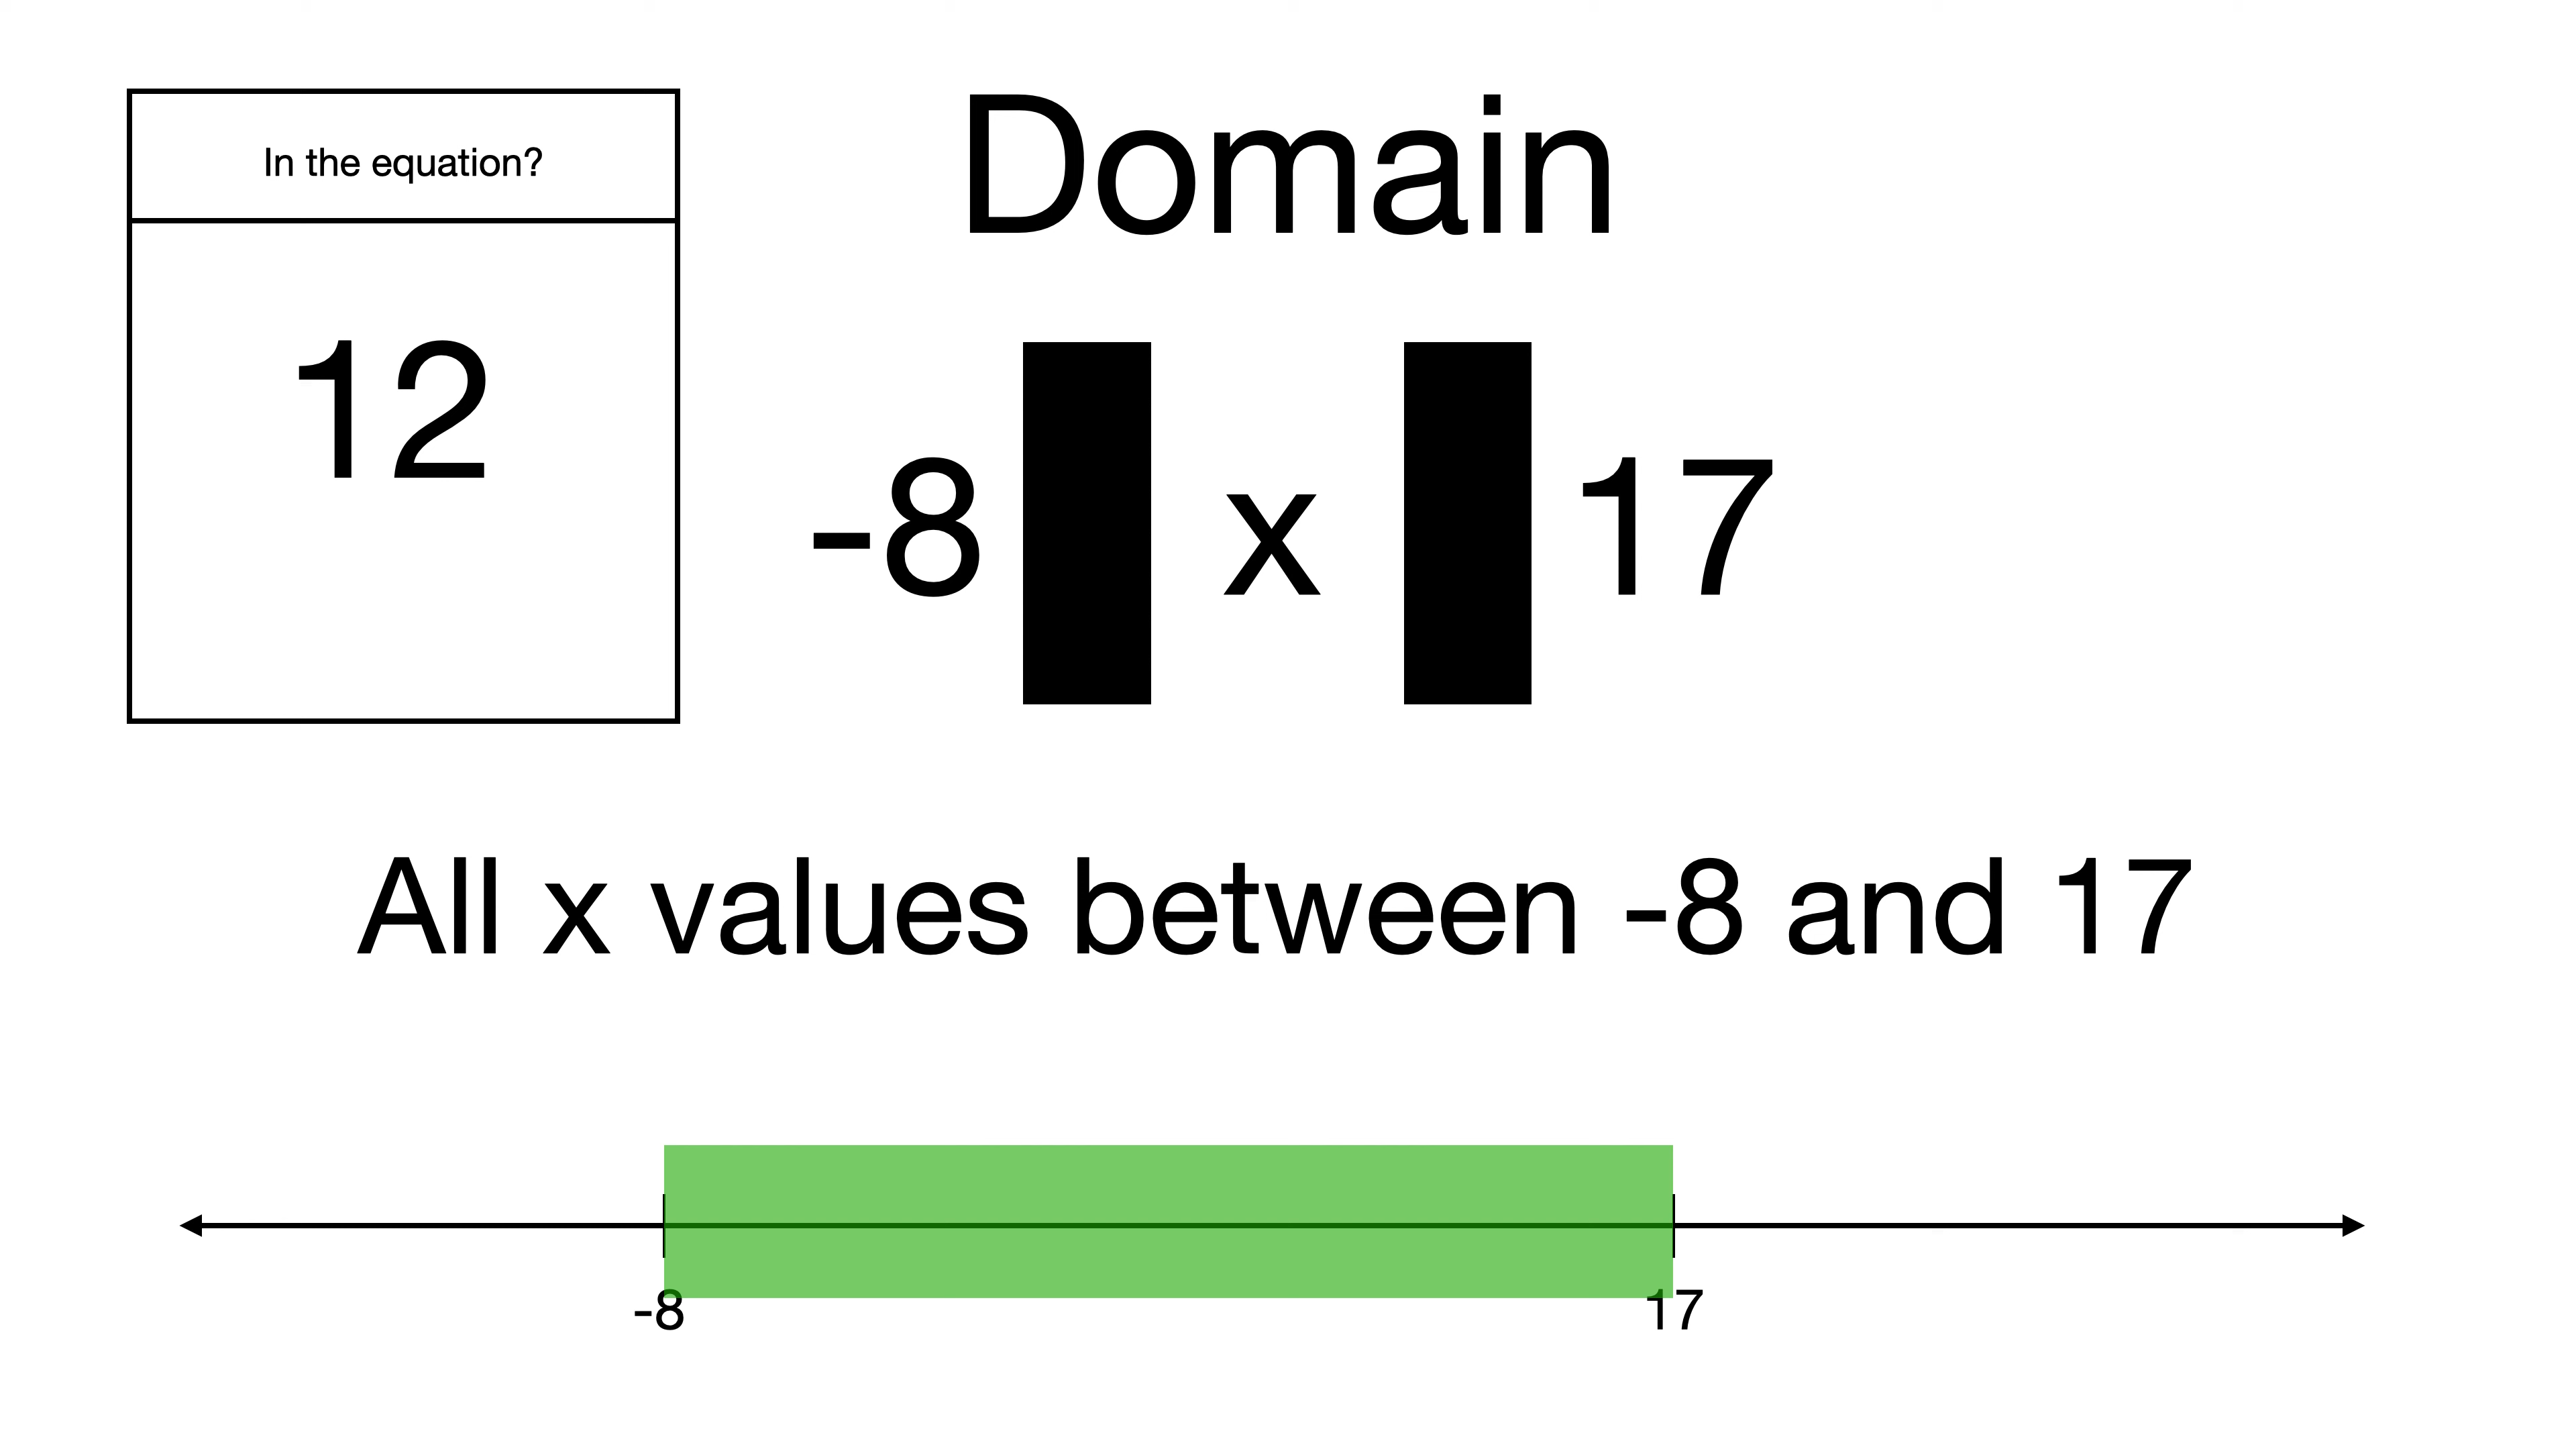 In the equation?
12
Domain
-8 x 17
All x values between -8 and 17
-8 17